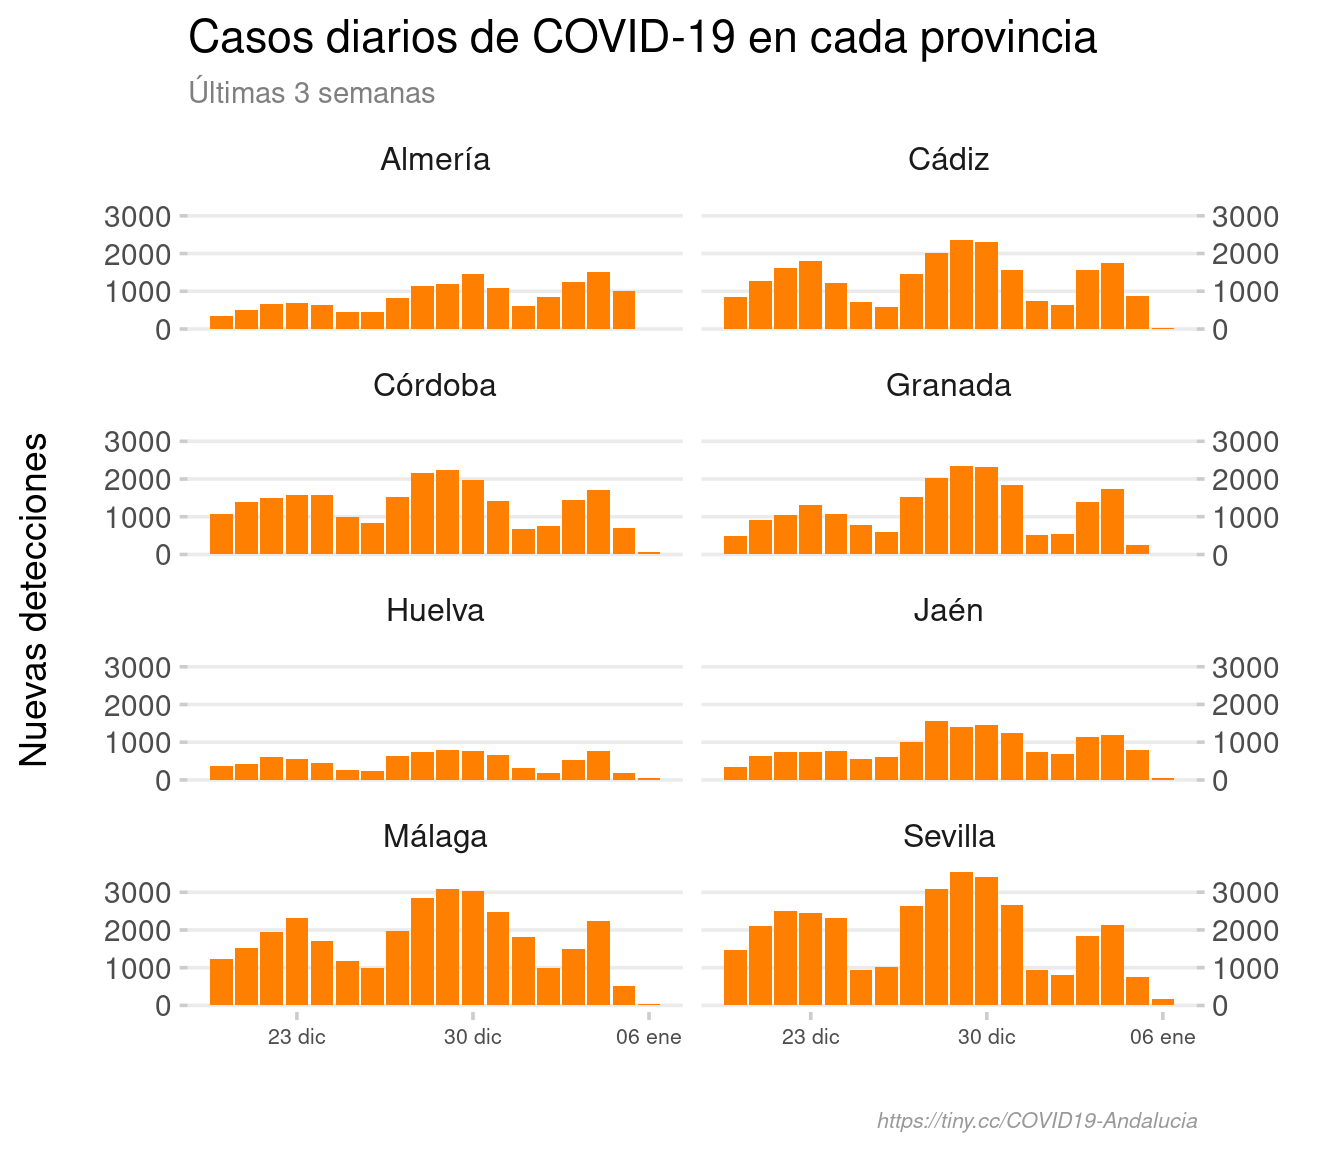 Casos diarios de COVID-19 en cada provincia
Últimas 3 semanas
Almería
Cádiz
3000
2000
1000
0
3000
2000
1000
0
Córdoba
Granada
3000
2000
1000
0
3000
2000
1000
0
Nuevas detecciones
Huelva
Jaén
3000
2000
1000
0
3000
2000
1000
0
Málaga
Sevilla
3000
2000
1000
0
3000
2000
1000
0
23 dic
30 dic
06 ene
23 dic
30 dic
06 ene
https://tiny.cc/COVID19-Andalucia